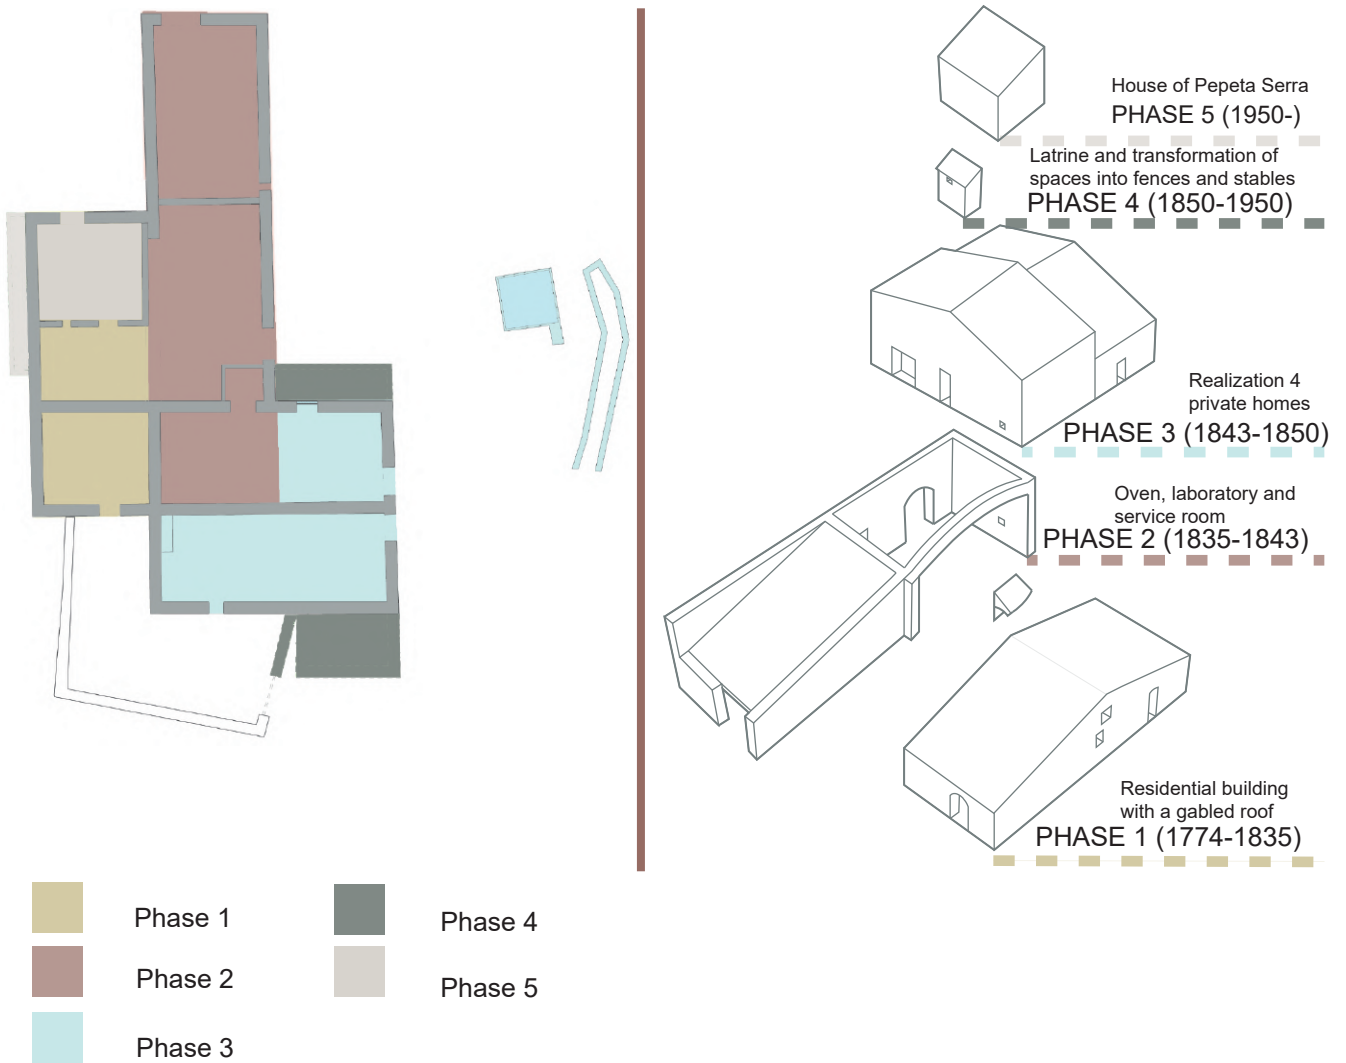 House of Pepeta Serra
PHASE 5 (1950-)
Latrine and transformation of
spaces into fences and stables
PHASE 4 (1850-1950)
Realization 4
private homes
PHASE 3 (1843-1850)
Oven, laboratory and
service room
PHASE 2 (1835-1843)
Residential building
with a gabled roof
PHASE 1 (1774-1835)
Phase 1
Phase 2
Phase 3
Phase 4
Phase 5